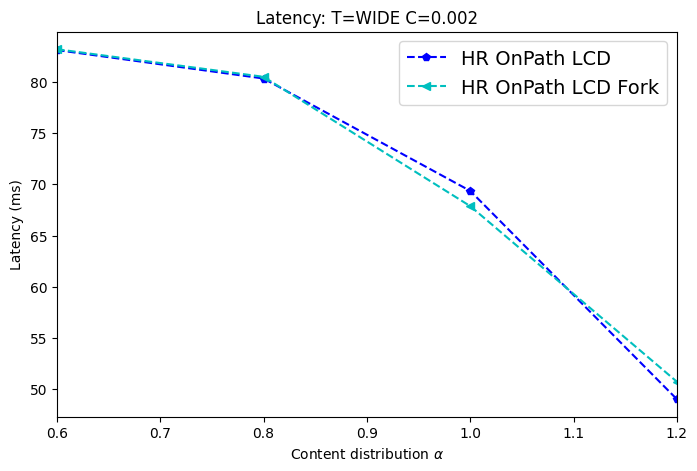 Latency: T=WIDE C=0.002
HR OnPath LCD
HR OnPath LCD Fork
Latency (ms)
80
75
70
65
60
55
50
0.6 0.7 0.8 0.9 1.0 1.1 1.2
Content distribution α